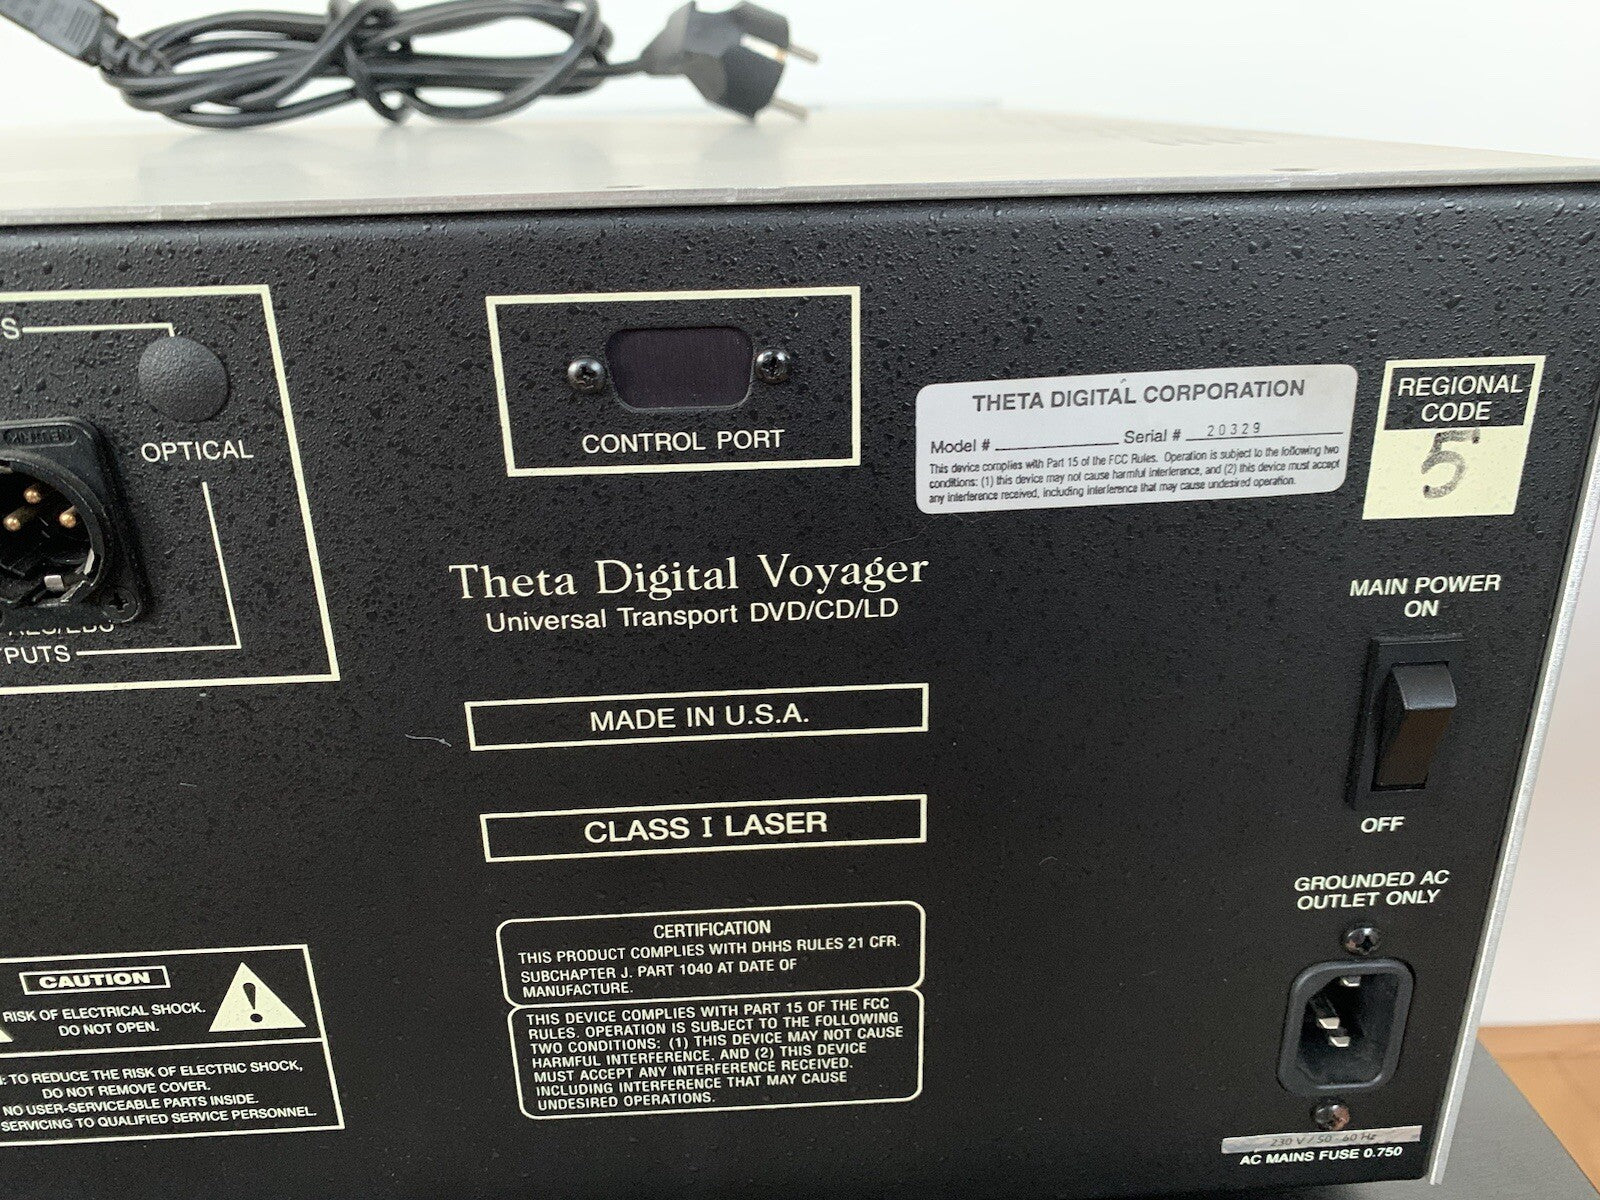 S
OPTICAL
PUTS
CONTROL PORT
THETA DIGITAL CORPORATION
Model # Serial # 20329
This device complies with Part 15 of the FCC Rules. Operation is subject to the following two
conditions: (1) this device may not cause harmful interference, and (2) this device must accept
any interference received, including interference that may cause undesired operation.
REGIONAL
CODE
5
Theta Digital Voyager
Universal Transport DVD/CD/LD
MADE IN U.S.A.
CLASS I LASER
MAIN POWER
ON
OFF
GROUNDED AC
OUTLET ONLY
CERTIFICATION
THIS PRODUCT COMPLIES WITH DHHS RULES 21 CFR.
SUBCHAPTER J. PART 1040 AT DATE OF
MANUFACTURE.
THIS DEVICE COMPLIES WITH PART 15 OF THE FCC
RULES. OPERATION IS SUBJECT TO THE FOLLOWING
TWO CONDITIONS: (1) THIS DEVICE MAY NOT CAUSE
HARMFUL INTERFERENCE. AND (2) THIS DEVICE
MUST ACCEPT ANY INTERFERENCE RECEIVED.
INCLUDING INTERFERENCE THAT MAY CAUSE
UNDESIRED OPERATIONS.
CAUTION
RISK OF ELECTRICAL SHOCK.
DO NOT OPEN.
: TO REDUCE THE RISK OF ELECTRIC SHOCK,
DO NOT REMOVE COVER.
NO USER-SERVICEABLE PARTS INSIDE.
SERVICING TO QUALIFIED SERVICE PERSONNEL.
230 V / 50 - 60 Hz
AC MAINS FUSE 0.750